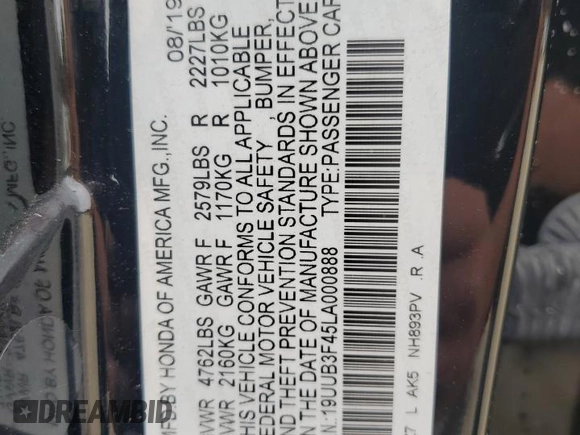 MFD BY HONDA OF AMERICA MFG.,INC. 08/19
GVWR 4762LBS GAWR F 2579LBS R 2227LBS
GVWR 2160KG GAWR F 1170KG R 1010KG
THIS VEHICLE CONFORMS TO ALL APPLICABLE
FEDERAL MOTOR VEHICLE SAFETY , BUMPER,
AND THEFT PREVENTION STANDARDS IN EFFECT
ON THE DATE OF MANUFACTURE SHOWN ABOVE.
V.I.N:19UUB3F45LA000888 TYPE:PASSENGER CAR
L AK5 NH893PV .R .A
DREAMBID